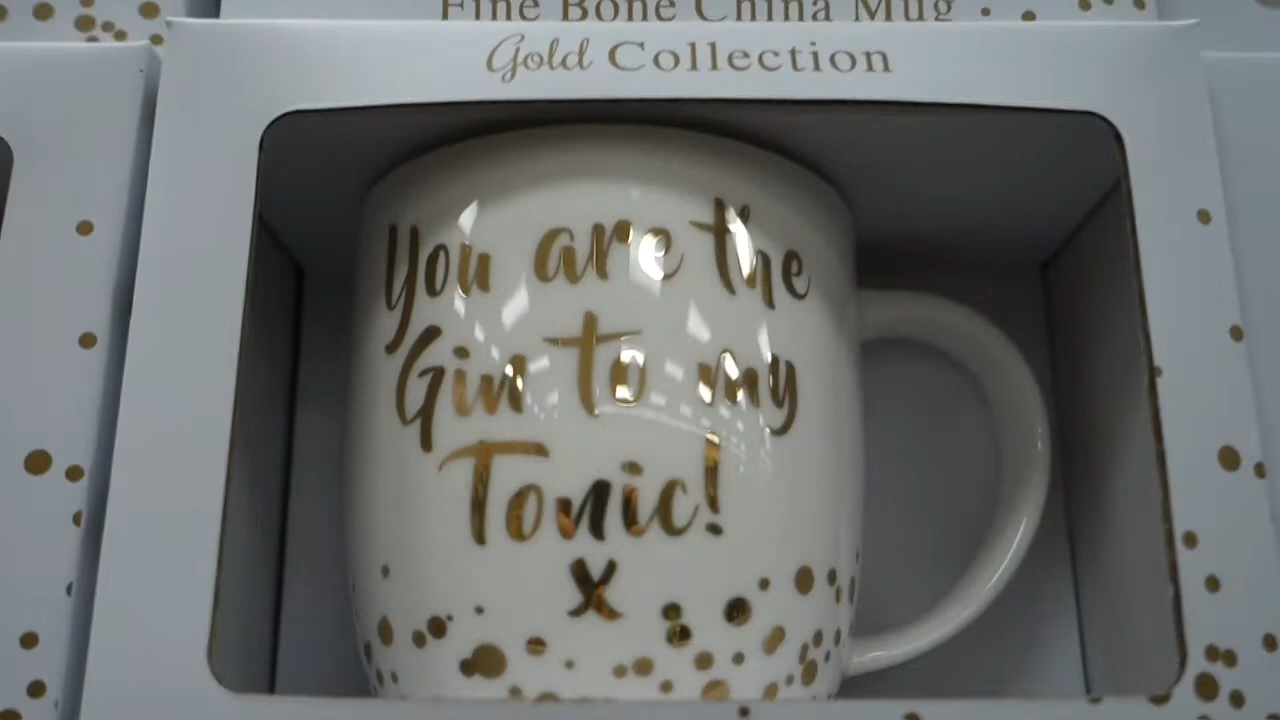 Fine Bone China Mug
Gold Collection
You are the
Gin to my
Tonic!
x